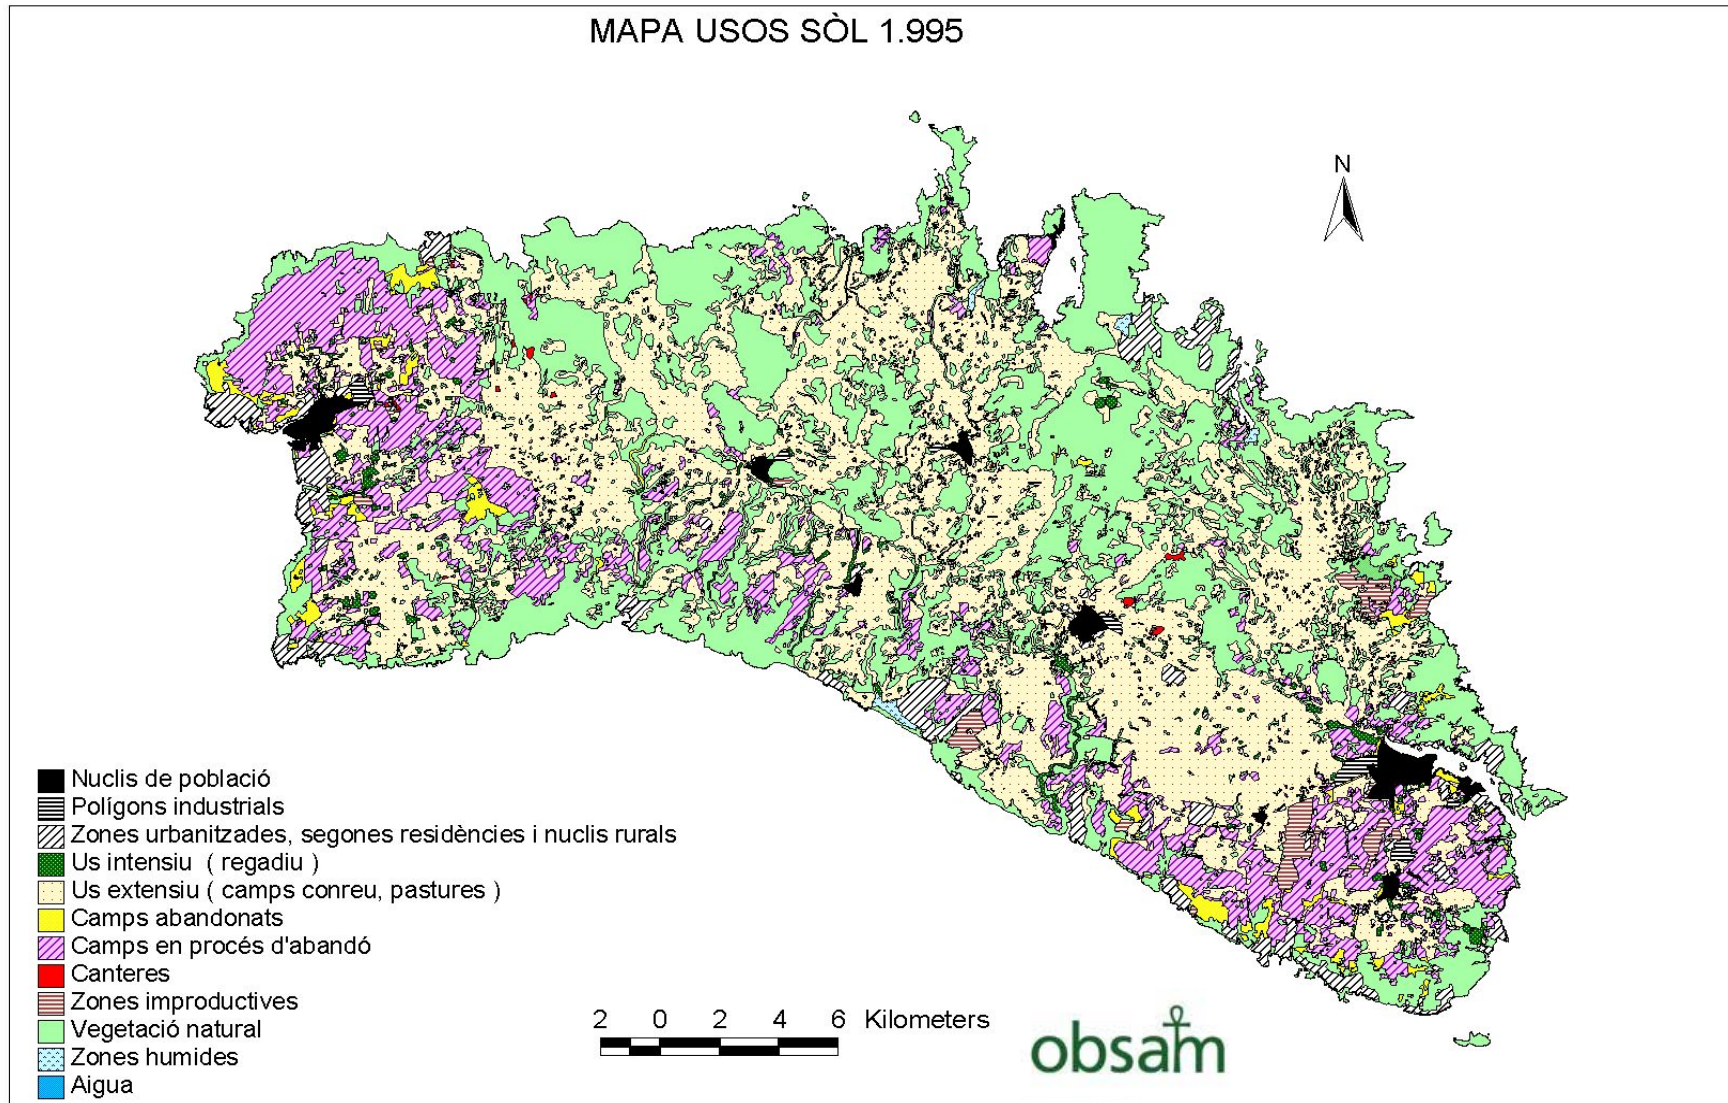 MAPA USOS SÒL 1.995
N
Nuclis de població
Polígons industrials
Zones urbanitzades, segones residències i nuclis rurals
Us intensiu ( regadiu )
Us extensiu ( camps conreu, pastures )
Camps abandonats
Camps en procés d'abandó
Canteres
Zones improductives
Vegetació natural
Zones humides
Aigua
2 0 2 4 6 Kilometers
obsam